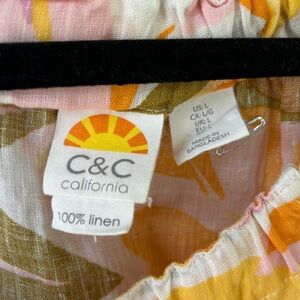 C&C
california
100% linen
US: L
CA: L/G
UK: L
MADE IN
BANGLADESH